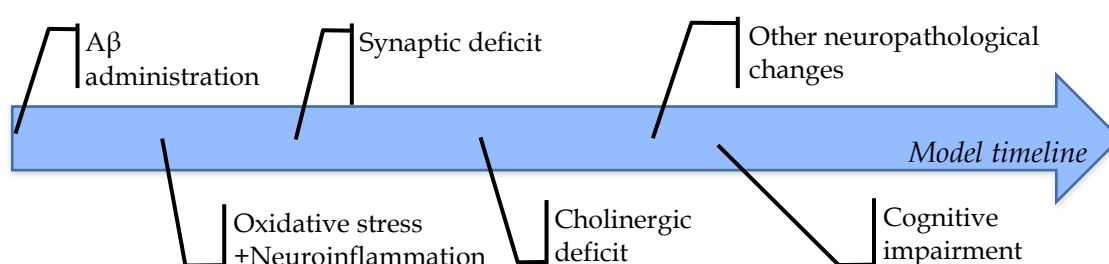 Aβ
administration
Synaptic deficit
Other neuropathological
changes
Model timeline
Oxidative stress
+Neuroinflammation
Cholinergic
deficit
Cognitive
impairment